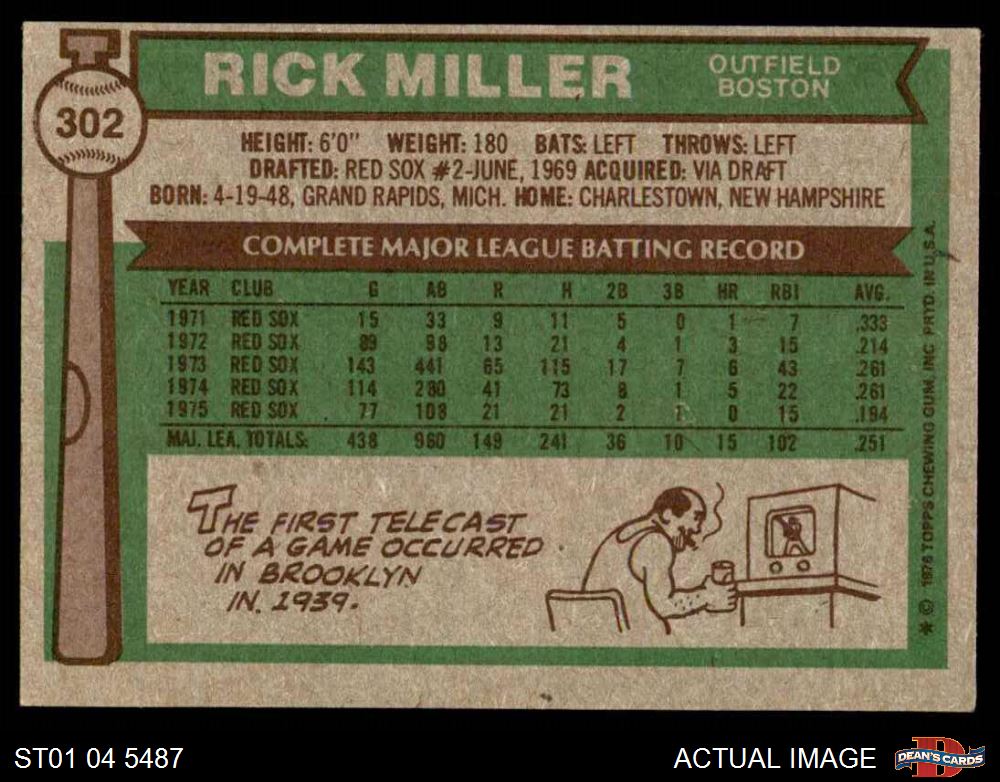 T
302
RICK MILLER
OUTFIELD
BOSTON
HEIGHT: 6'0" WEIGHT: 180 BATS: LEFT THROWS: LEFT
DRAFTED: RED SOX #2-JUNE, 1969 ACQUIRED: VIA DRAFT
BORN: 4-19-48, GRAND RAPIDS, MICH. HOME: CHARLESTOWN, NEW HAMPSHIRE
COMPLETE MAJOR LEAGUE BATTING RECORD
YEAR CLUB G AB R H 2B 3B HR RBI AVG.
1971 RED SOX 15 33 9 11 5 0 1 7 .333
1972 RED SOX 89 98 13 21 4 1 3 15 .214
1973 RED SOX 143 441 65 115 17 7 6 43 .261
1974 RED SOX 114 280 41 73 8 1 5 22 .261
1975 RED SOX 77 108 21 21 2 1 0 15 .194
MAJ. LEA. TOTALS: 438 960 149 241 36 10 15 102 .251
THE FIRST TELECAST
OF A GAME OCCURRED
IN BROOKLYN
IN 1939.
* © 1976 TOPPS CHEWING GUM, INC. PRTD. IN U.S.A.
ST01 04 5487
ACTUAL IMAGE
D
DEAN'S CARDS